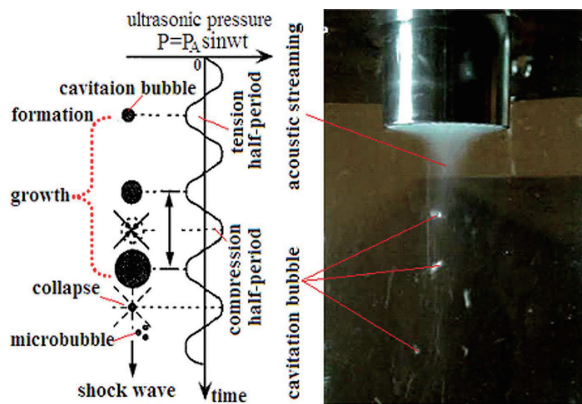 ultrasonic pressure
P=P_A sinwt
0
cavitaion bubble
formation
tension
half-period
growth
compression
half-period
collapse
microbubble
shock wave
time
acoustic streaming
cavitation bubble